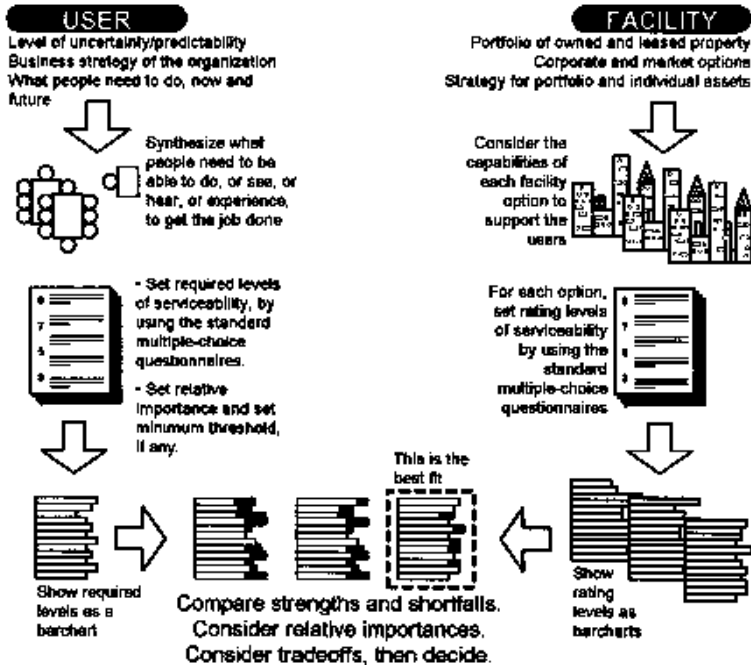 USER
Level of uncertainty/predictability
Business strategy of the organization
What people need to do, now and
future
Synthesize what
people need to be
able to do, or see, or
hear, or experience,
to get the job done
- Set required levels
of serviceability, by
using the standard
multiple-choice
questionnaires.
- Set relative
importance and set
minimum threshold,
if any.
Show required
levels as a
barchart
FACILITY
Portfolio of owned and leased property
Corporate and market options
Strategy for portfolio and individual assets
Consider the
capabilities of
each facility
option to
support the
users
For each option,
set rating levels
of serviceability
by using the
standard
multiple-choice
questionnaires
Show
rating
levels as
barcharts
This is the
best fit
Compare strengths and shortfalls.
Consider relative importances.
Consider tradeoffs, then decide.